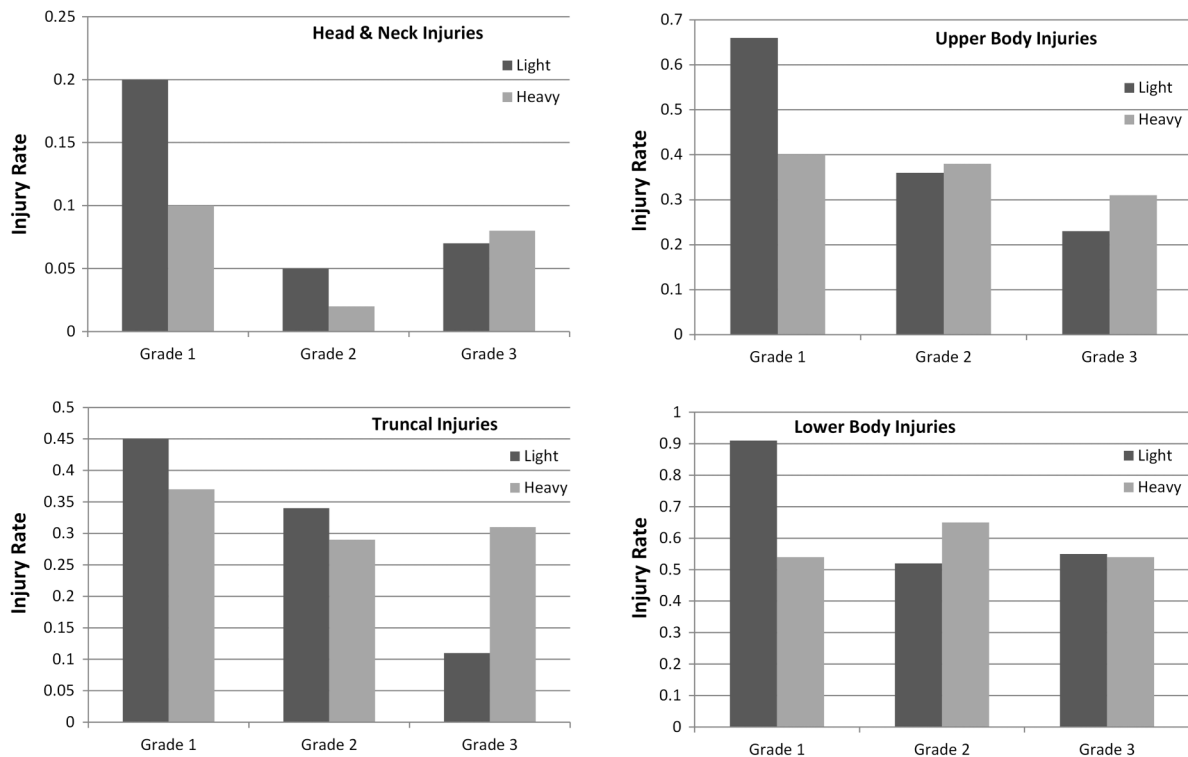 Head & Neck Injuries
Light
Heavy
Injury Rate
0.25
0.2
0.15
0.1
0.05
0
Grade 1 Grade 2 Grade 3
Upper Body Injuries
Light
Heavy
Injury Rate
0.7
0.6
0.5
0.4
0.3
0.2
0.1
0
Grade 1 Grade 2 Grade 3
Truncal Injuries
Light
Heavy
Injury Rate
0.5
0.45
0.4
0.35
0.3
0.25
0.2
0.15
0.1
0.05
0
Grade 1 Grade 2 Grade 3
Lower Body Injuries
Light
Heavy
Injury Rate
1
0.9
0.8
0.7
0.6
0.5
0.4
0.3
0.2
0.1
0
Grade 1 Grade 2 Grade 3